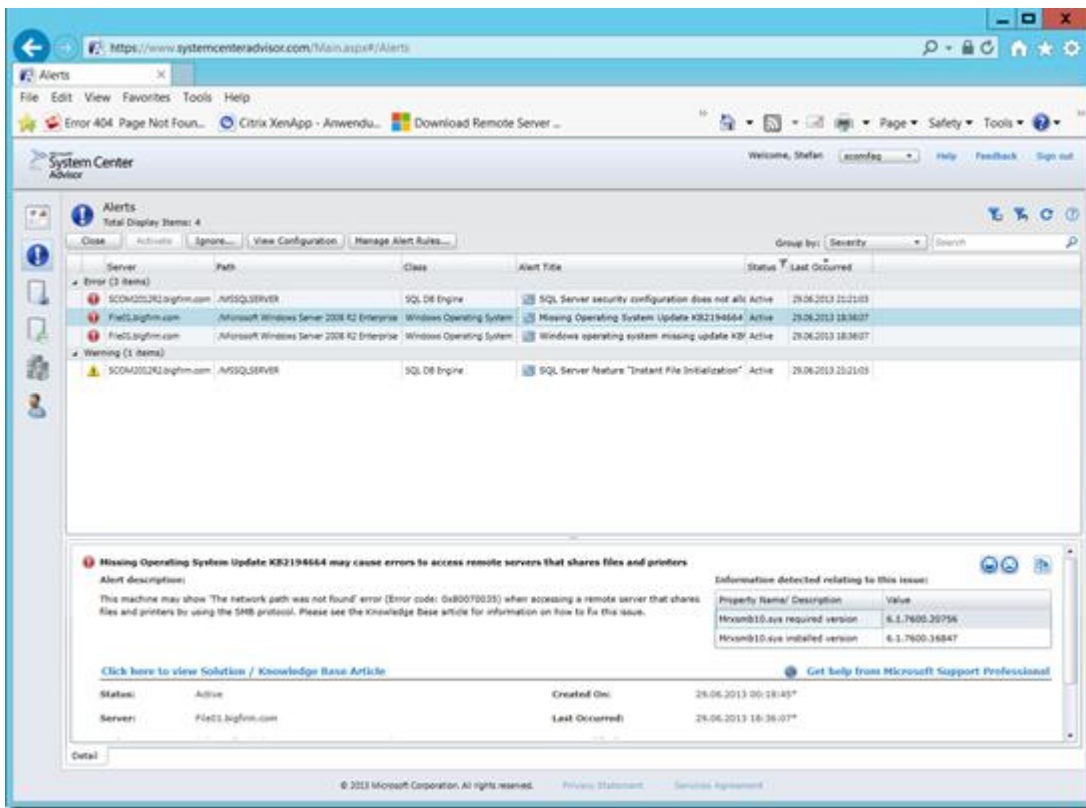 https://www.systemcenteradvisor.com/Main.aspx#/Alerts
Alerts
File Edit View Favorites Tools Help
Error 404 Page Not Foun... Citrix XenApp - Anwendu... Download Remote Server ... Page Safety Tools
Microsoft
System Center
Advisor
Welcome, Stefan scomfaq Help Feedback Sign out
Alerts
Total Display Items: 4
Close Activate Ignore... View Configuration Manage Alert Rules... Group by: Severity Search
Server Path Class Alert Title Status Last Occurred
Error (3 items)
SCOM2012R2.bigfirm.com ./MSSQLSERVER SQL DB Engine SQL Server security configuration does not all Active 29.06.2013 21:21:03
File01.bigfirm.com ./Microsoft Windows Server 2008 R2 Enterprise Windows Operating System Missing Operating System Update KB2194664 Active 29.06.2013 18:36:07
File01.bigfirm.com ./Microsoft Windows Server 2008 R2 Enterprise Windows Operating System Windows operating system missing update KB Active 29.06.2013 18:36:07
Warning (1 items)
SCOM2012R2.bigfirm.com ./MSSQLSERVER SQL DB Engine SQL Server feature "Instant File Initialization" Active 29.06.2013 21:21:03
Missing Operating System Update KB2194664 may cause errors to access remote servers that shares files and printers
Alert description:
This machine may show 'The network path was not found' error (Error code: 0x80070035) when accessing a remote server that shares
files and printers by using the SMB protocol. Please see the Knowledge Base article for information on how to fix this issue.
Information detected relating to this issue:
Property Name/ Description Value
Mrxsmb10.sys required version 6.1.7600.20756
Mrxsmb10.sys installed version 6.1.7600.16847
Click here to view Solution / Knowledge Base Article Get help from Microsoft Support Professional
Status: Active Created On: 29.06.2013 00:18:45*
Server: File01.bigfirm.com Last Occurred: 29.06.2013 18:36:07*
Detail
© 2013 Microsoft Corporation. All rights reserved. Privacy Statement Services Agreement